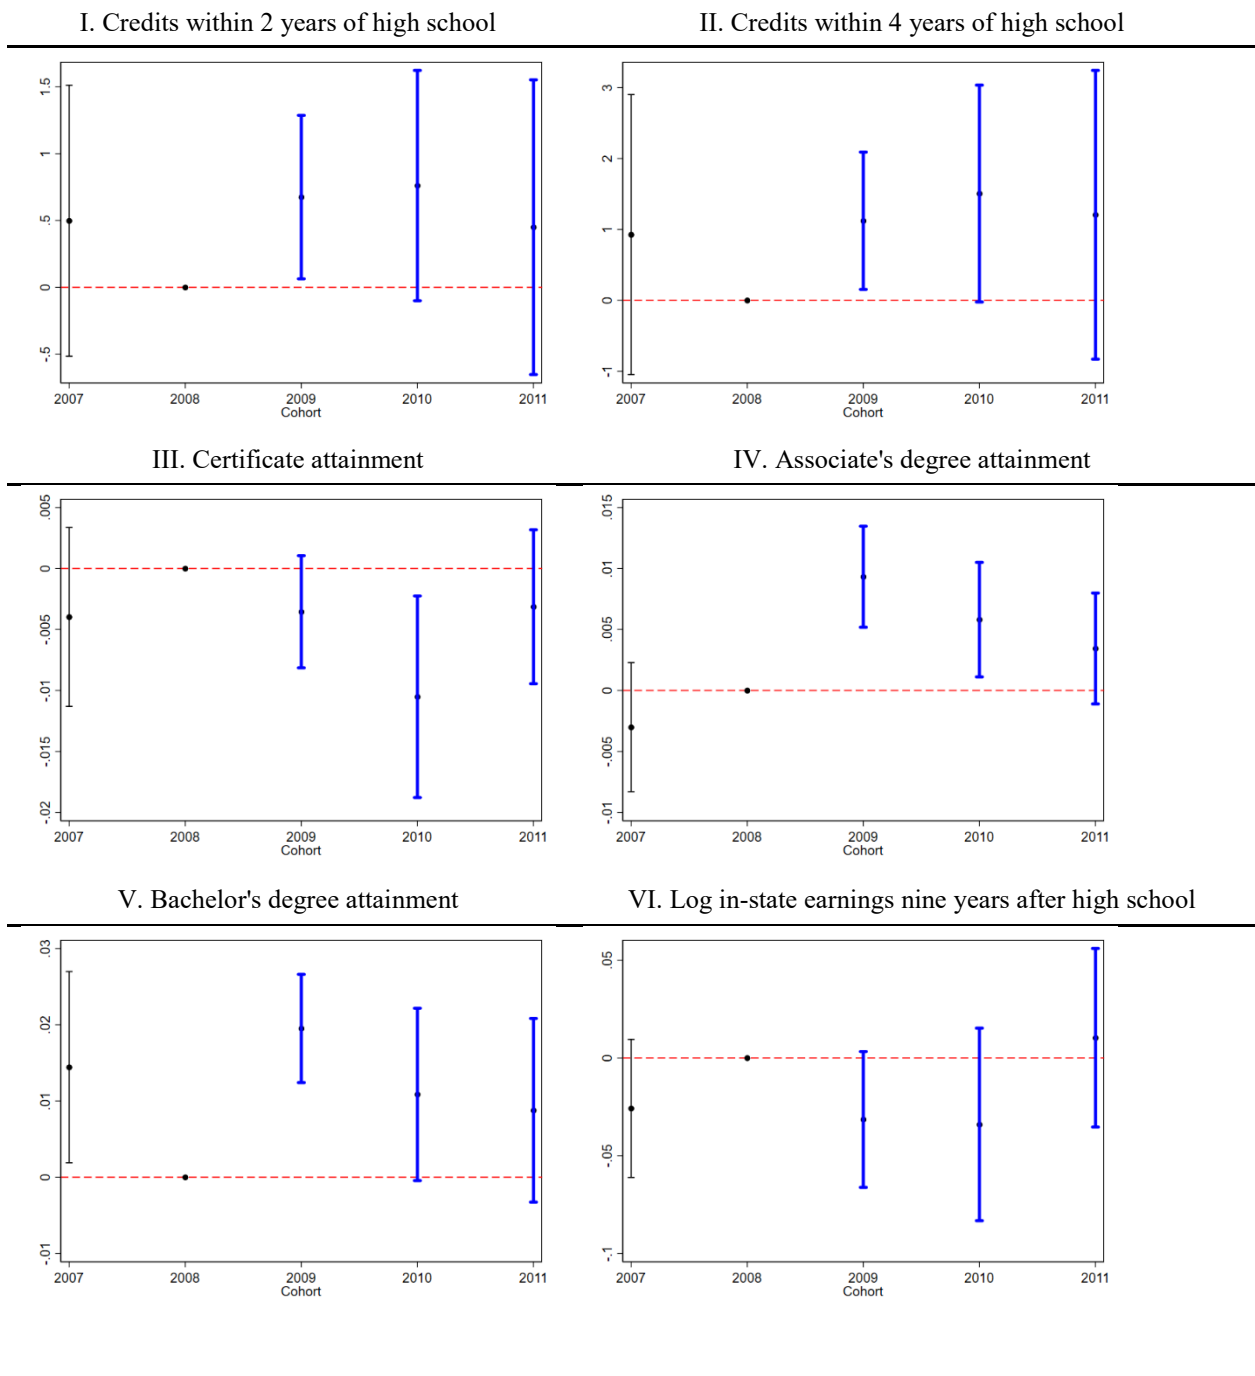 I. Credits within 2 years of high school
1.5
1
.5
0
-.5
2007 2008 2009 2010 2011
Cohort
II. Credits within 4 years of high school
3
2
1
0
-1
2007 2008 2009 2010 2011
Cohort
III. Certificate attainment
.005
0
-.005
-.01
-.015
-.02
2007 2008 2009 2010 2011
Cohort
IV. Associate's degree attainment
.015
.01
.005
0
-.005
-.01
2007 2008 2009 2010 2011
Cohort
V. Bachelor's degree attainment
.03
.02
.01
0
-.01
2007 2008 2009 2010 2011
Cohort
VI. Log in-state earnings nine years after high school
.05
0
-.05
-.1
2007 2008 2009 2010 2011
Cohort